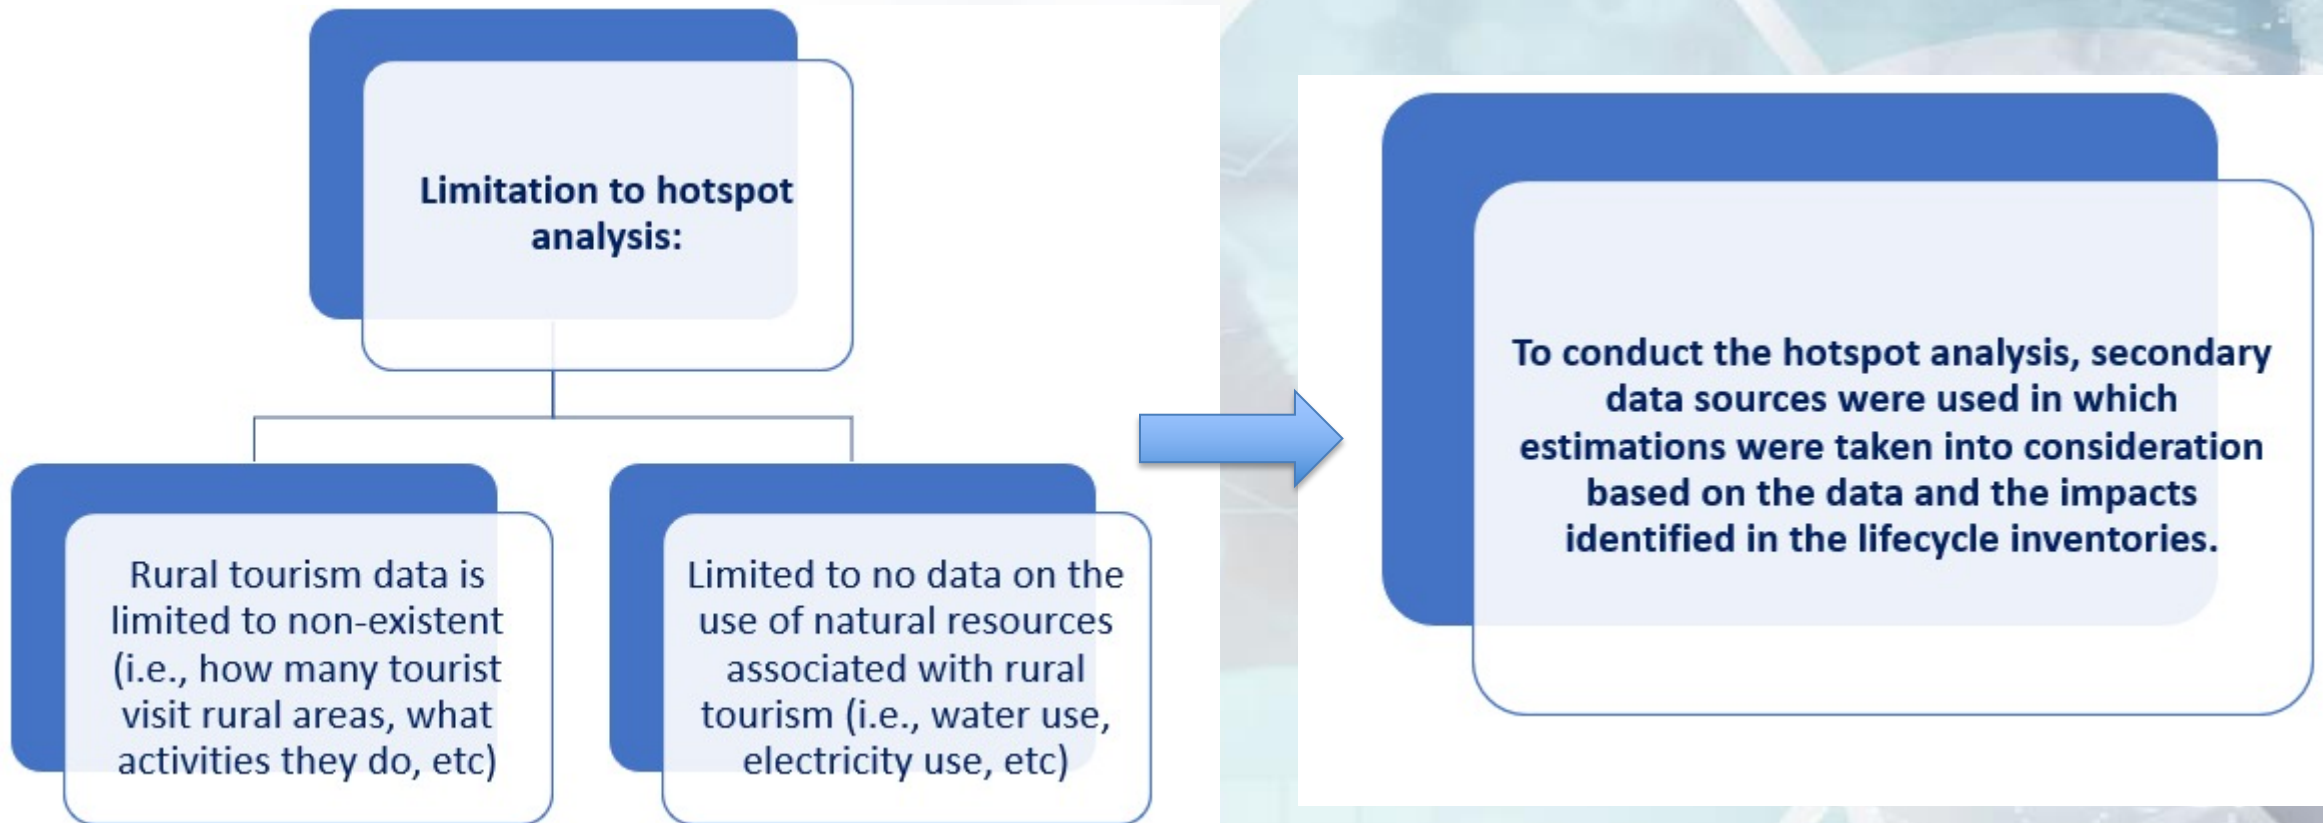 Limitation to hotspot
analysis:
Rural tourism data is
limited to non-existent
(i.e., how many tourist
visit rural areas, what
activities they do, etc)
Limited to no data on the
use of natural resources
associated with rural
tourism (i.e., water use,
electricity use, etc)
To conduct the hotspot analysis, secondary
data sources were used in which
estimations were taken into consideration
based on the data and the impacts
identified in the lifecycle inventories.